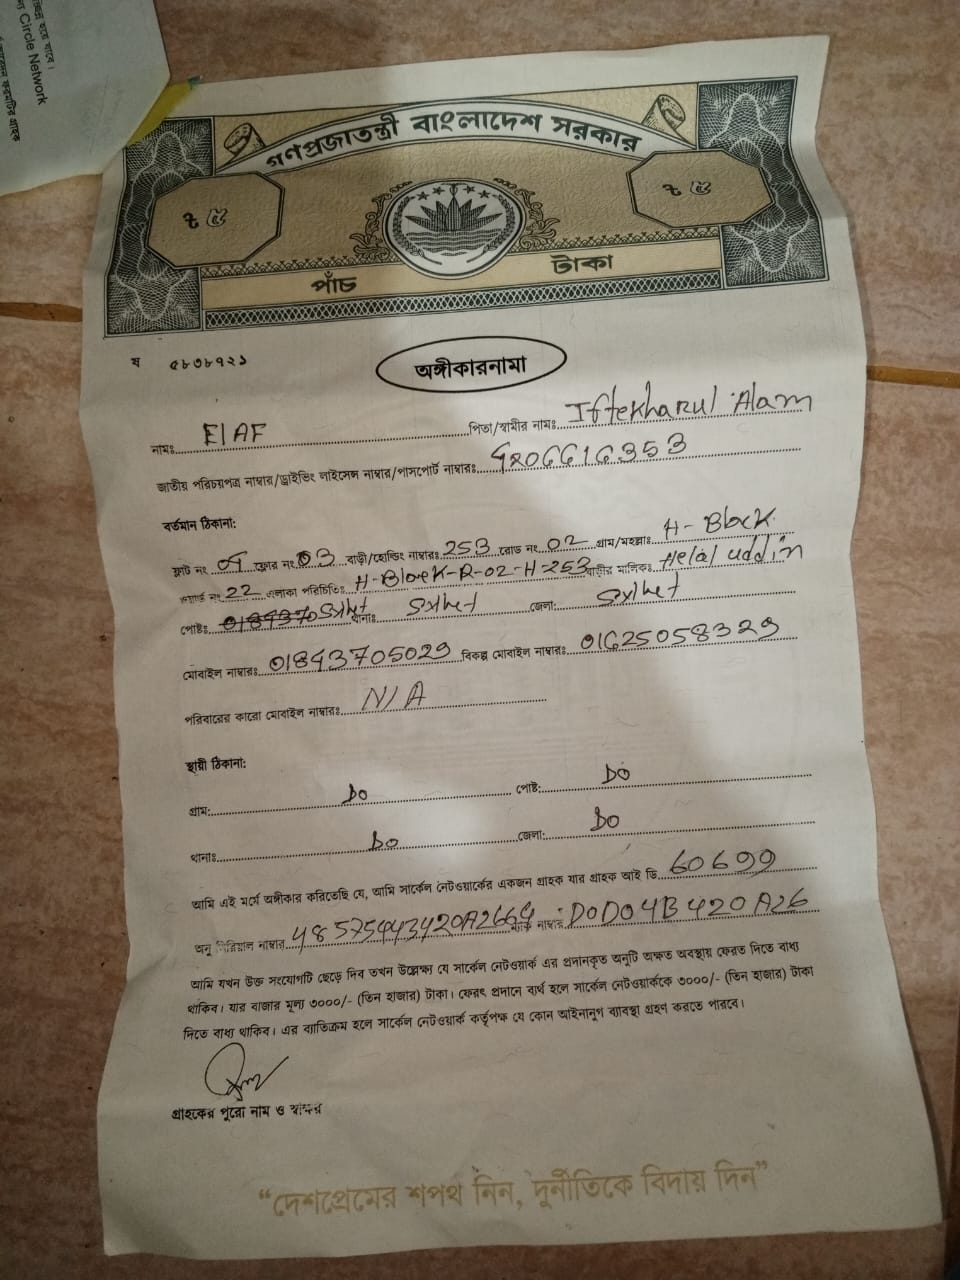 ছিন্ন হয়ে যাবে।
Circle Network
গণপ্রজাতন্ত্রী বাংলাদেশ সরকার
৳ ৫ ৳ ৫
পাঁচ টাকা
ষ ৫৮৩৮৭২১
অঙ্গীকারনামা
নামঃ EIAF পিতা/স্বামীর নামঃ Iftekharul Alam
জাতীয় পরিচয়পত্র নাম্বার/ড্রাইভিং লাইসেন্স নাম্বার/পাসপোর্ট নাম্বারঃ
বর্তমান ঠিকানা:
ফ্লাট নং ফ্লোর নং 03 বাড়ী/হোল্ডিং নাম্বারঃ 253 রোড নং 02 গ্রাম/মহল্লাঃ H-Block
ওয়ার্ড নং 22 এলাকা পরিচিতিঃ H-Block-R-02-H-253 বাড়ীর মালিকঃ Helal uddin
পোষ্টঃ Sylhet থানাঃ Sylhet জেলা: Sylhet
মোবাইল নাম্বারঃ 01843705029 বিকল্প মোবাইল নাম্বারঃ 01625058329
পরিবারের কারো মোবাইল নাম্বারঃ N/A
স্থায়ী ঠিকানা:
গ্রাম: DO পোষ্ট: DO
থানাঃ DO জেলা: DO
আমি এই মর্মে অঙ্গীকার করিতেছি যে, আমি সার্কেল নেটওয়ার্কের একজন গ্রাহক যার গ্রাহক আই ডি 60699
অনু সিরিয়াল নাম্বার ম্যাক নাম্বার: D0D04B420A26
আমি যখন উক্ত সংযোগটি ছেড়ে দিব তখন উল্লেক্ষ্য যে সার্কেল নেটওয়ার্ক এর প্রদানকৃত অনুটি অক্ষত অবস্থায় ফেরত দিতে বাধ্য
থাকিব। যার বাজার মূল্য ৩০০০/- (তিন হাজার) টাকা। ফেরৎ প্রদানে ব্যর্থ হলে সার্কেল নেটওয়ার্ককে ৩০০০/- (তিন হাজার) টাকা
দিতে বাধ্য থাকিব। এর ব্যাতিক্রম হলে সার্কেল নেটওয়ার্ক কর্তৃপক্ষ যে কোন আইনানুগ ব্যাবস্থা গ্রহণ করতে পারবে।
গ্রাহকের পুরো নাম ও স্বাক্ষর
“দেশপ্রেমের শপথ নিন, দুর্নীতিকে বিদায় দিন”